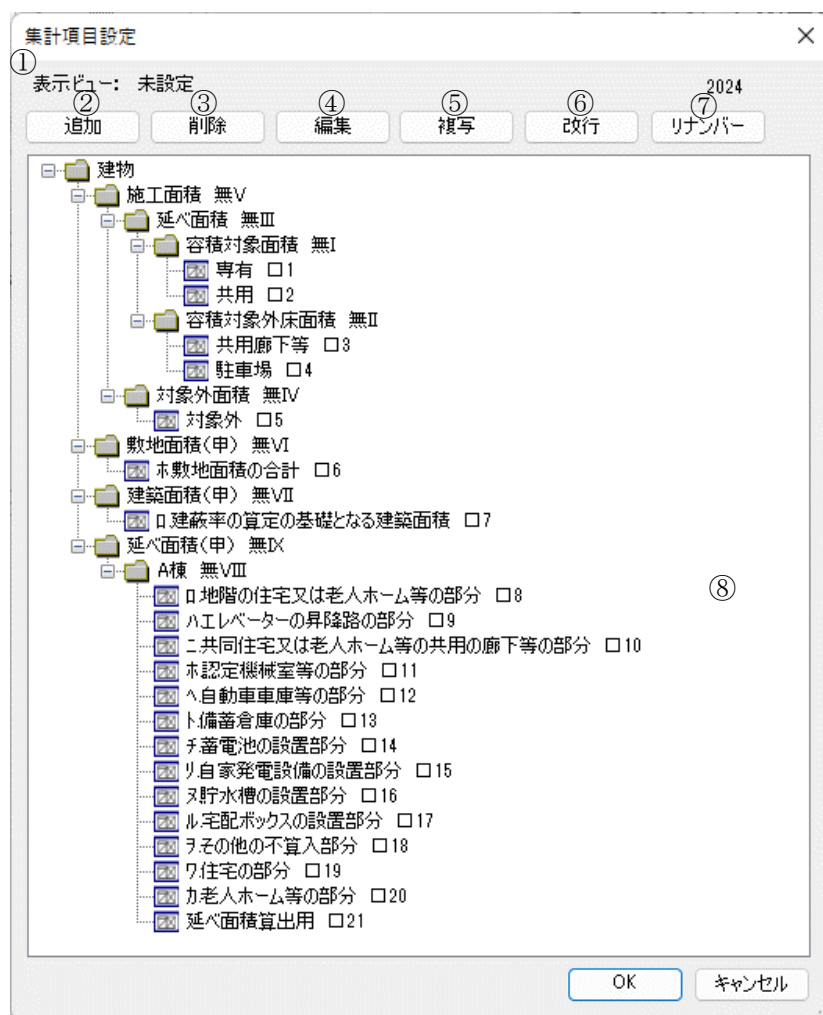 集計項目設定
①
表示ビュー： 未設定 2024
② ③ ④ ⑤ ⑥ ⑦
追加 削除 編集 複写 改行 リナンバー
建物
施工面積 無Ⅴ
延べ面積 無Ⅲ
容積対象面積 無Ⅰ
専有 □1
共用 □2
容積対象外床面積 無Ⅱ
共用廊下等 □3
駐車場 □4
対象外面積 無Ⅳ
対象外 □5
敷地面積(申) 無Ⅵ
ホ.敷地面積の合計 □6
建築面積(申) 無Ⅶ
ロ.建蔽率の算定の基礎となる建築面積 □7
延べ面積(申) 無Ⅸ
A棟 無Ⅷ
ロ.地階の住宅又は老人ホーム等の部分 □8
⑧
ハ.エレベーターの昇降路の部分 □9
ニ.共同住宅又は老人ホーム等の共用の廊下等の部分 □10
ホ.認定機械室等の部分 □11
ヘ.自動車車庫等の部分 □12
ト.備蓄倉庫の部分 □13
チ.蓄電池の設置部分 □14
リ.自家発電設備の設置部分 □15
ヌ.貯水槽の設置部分 □16
ル.宅配ボックスの設置部分 □17
ヲ.その他の不算入部分 □18
ワ.住宅の部分 □19
カ.老人ホーム等の部分 □20
延べ面積算出用 □21
OK キャンセル